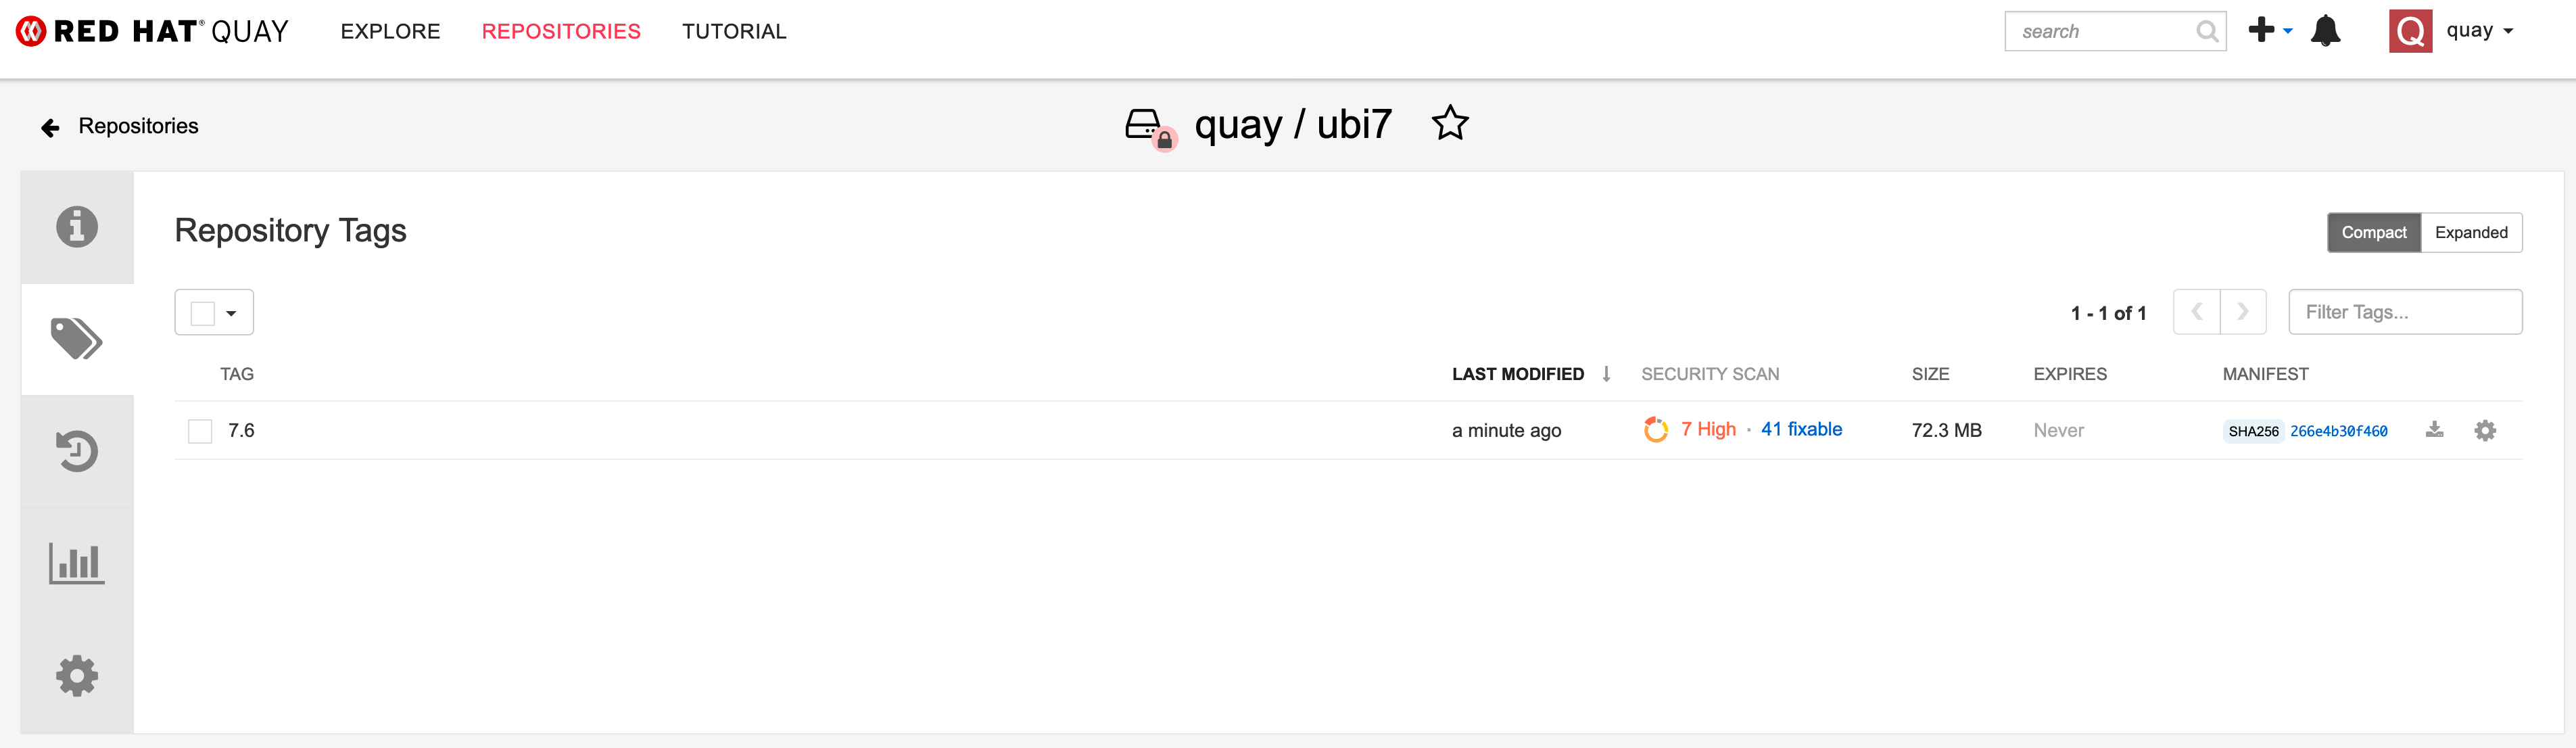 RED HAT® QUAY EXPLORE REPOSITORIES TUTORIAL search Q quay
Repositories quay / ubi7
Repository Tags Compact Expanded
1 - 1 of 1 Filter Tags...
TAG LAST MODIFIED SECURITY SCAN SIZE EXPIRES MANIFEST
7.6 a minute ago 7 High · 41 fixable 72.3 MB Never SHA256 266e4b30f460